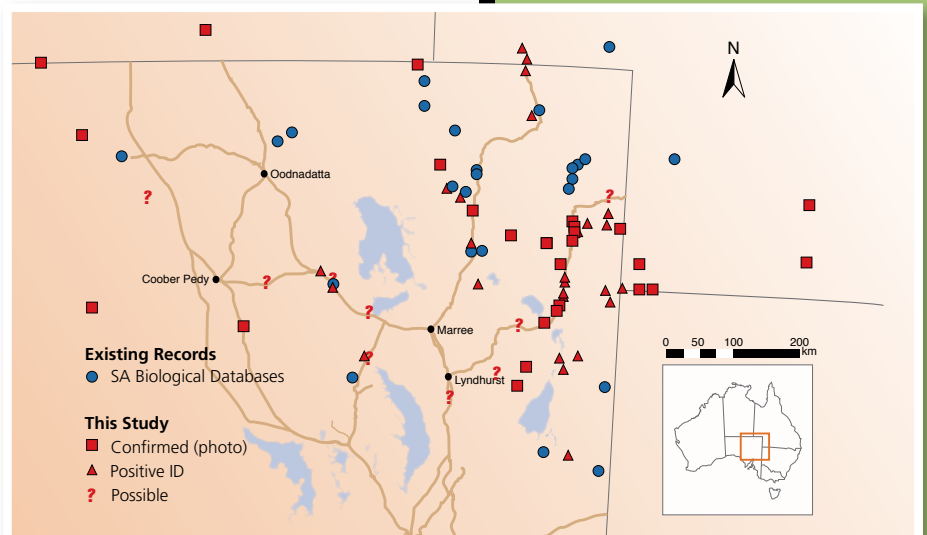 N
Oodnadatta
?
?
Coober Pedy
?
?
?
Marree
?
0 50 100 200
km
Existing Records
SA Biological Databases
?
?
Lyndhurst
?
This Study
Confirmed (photo)
Positive ID
? Possible